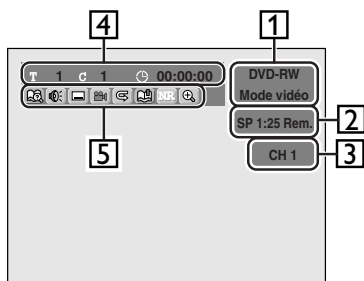 4
1
T 1 C 1 00:00:00
DVD-RW
Mode vidéo
NR
SP 1:25 Rem.
2
CH 1
3
5